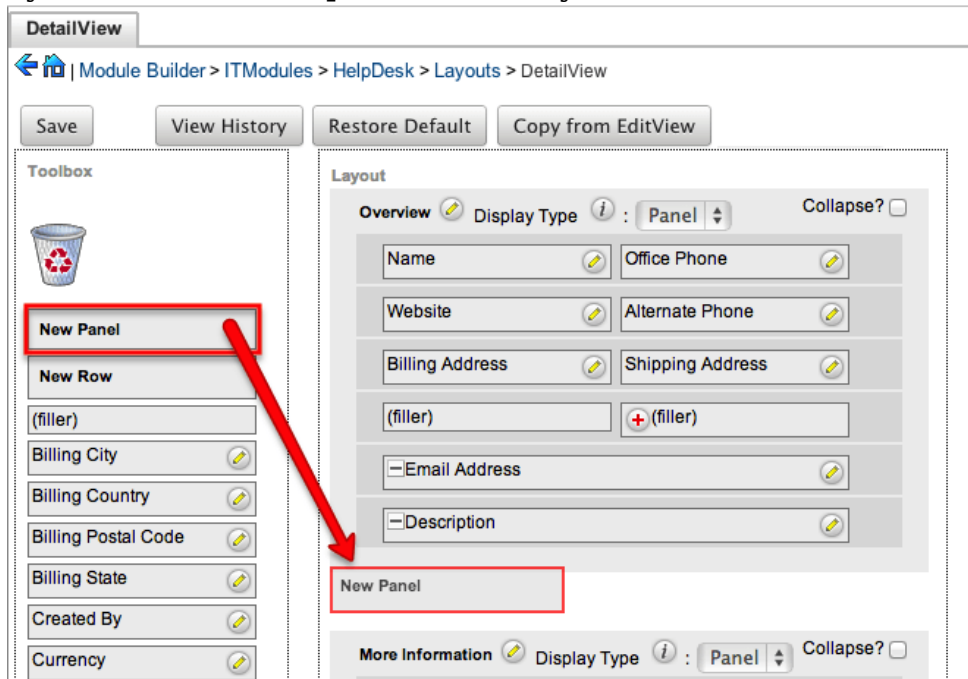 DetailView
| Module Builder > ITModules > HelpDesk > Layouts > DetailView
Save View History Restore Default Copy from EditView
Toolbox
New Panel
New Row
(filler)
Billing City
Billing Country
Billing Postal Code
Billing State
Created By
Currency
Layout
Overview Display Type i : Panel Collapse?
Name Office Phone
Website Alternate Phone
Billing Address Shipping Address
(filler) (filler)
Email Address
Description
New Panel
More Information Display Type i : Panel Collapse?